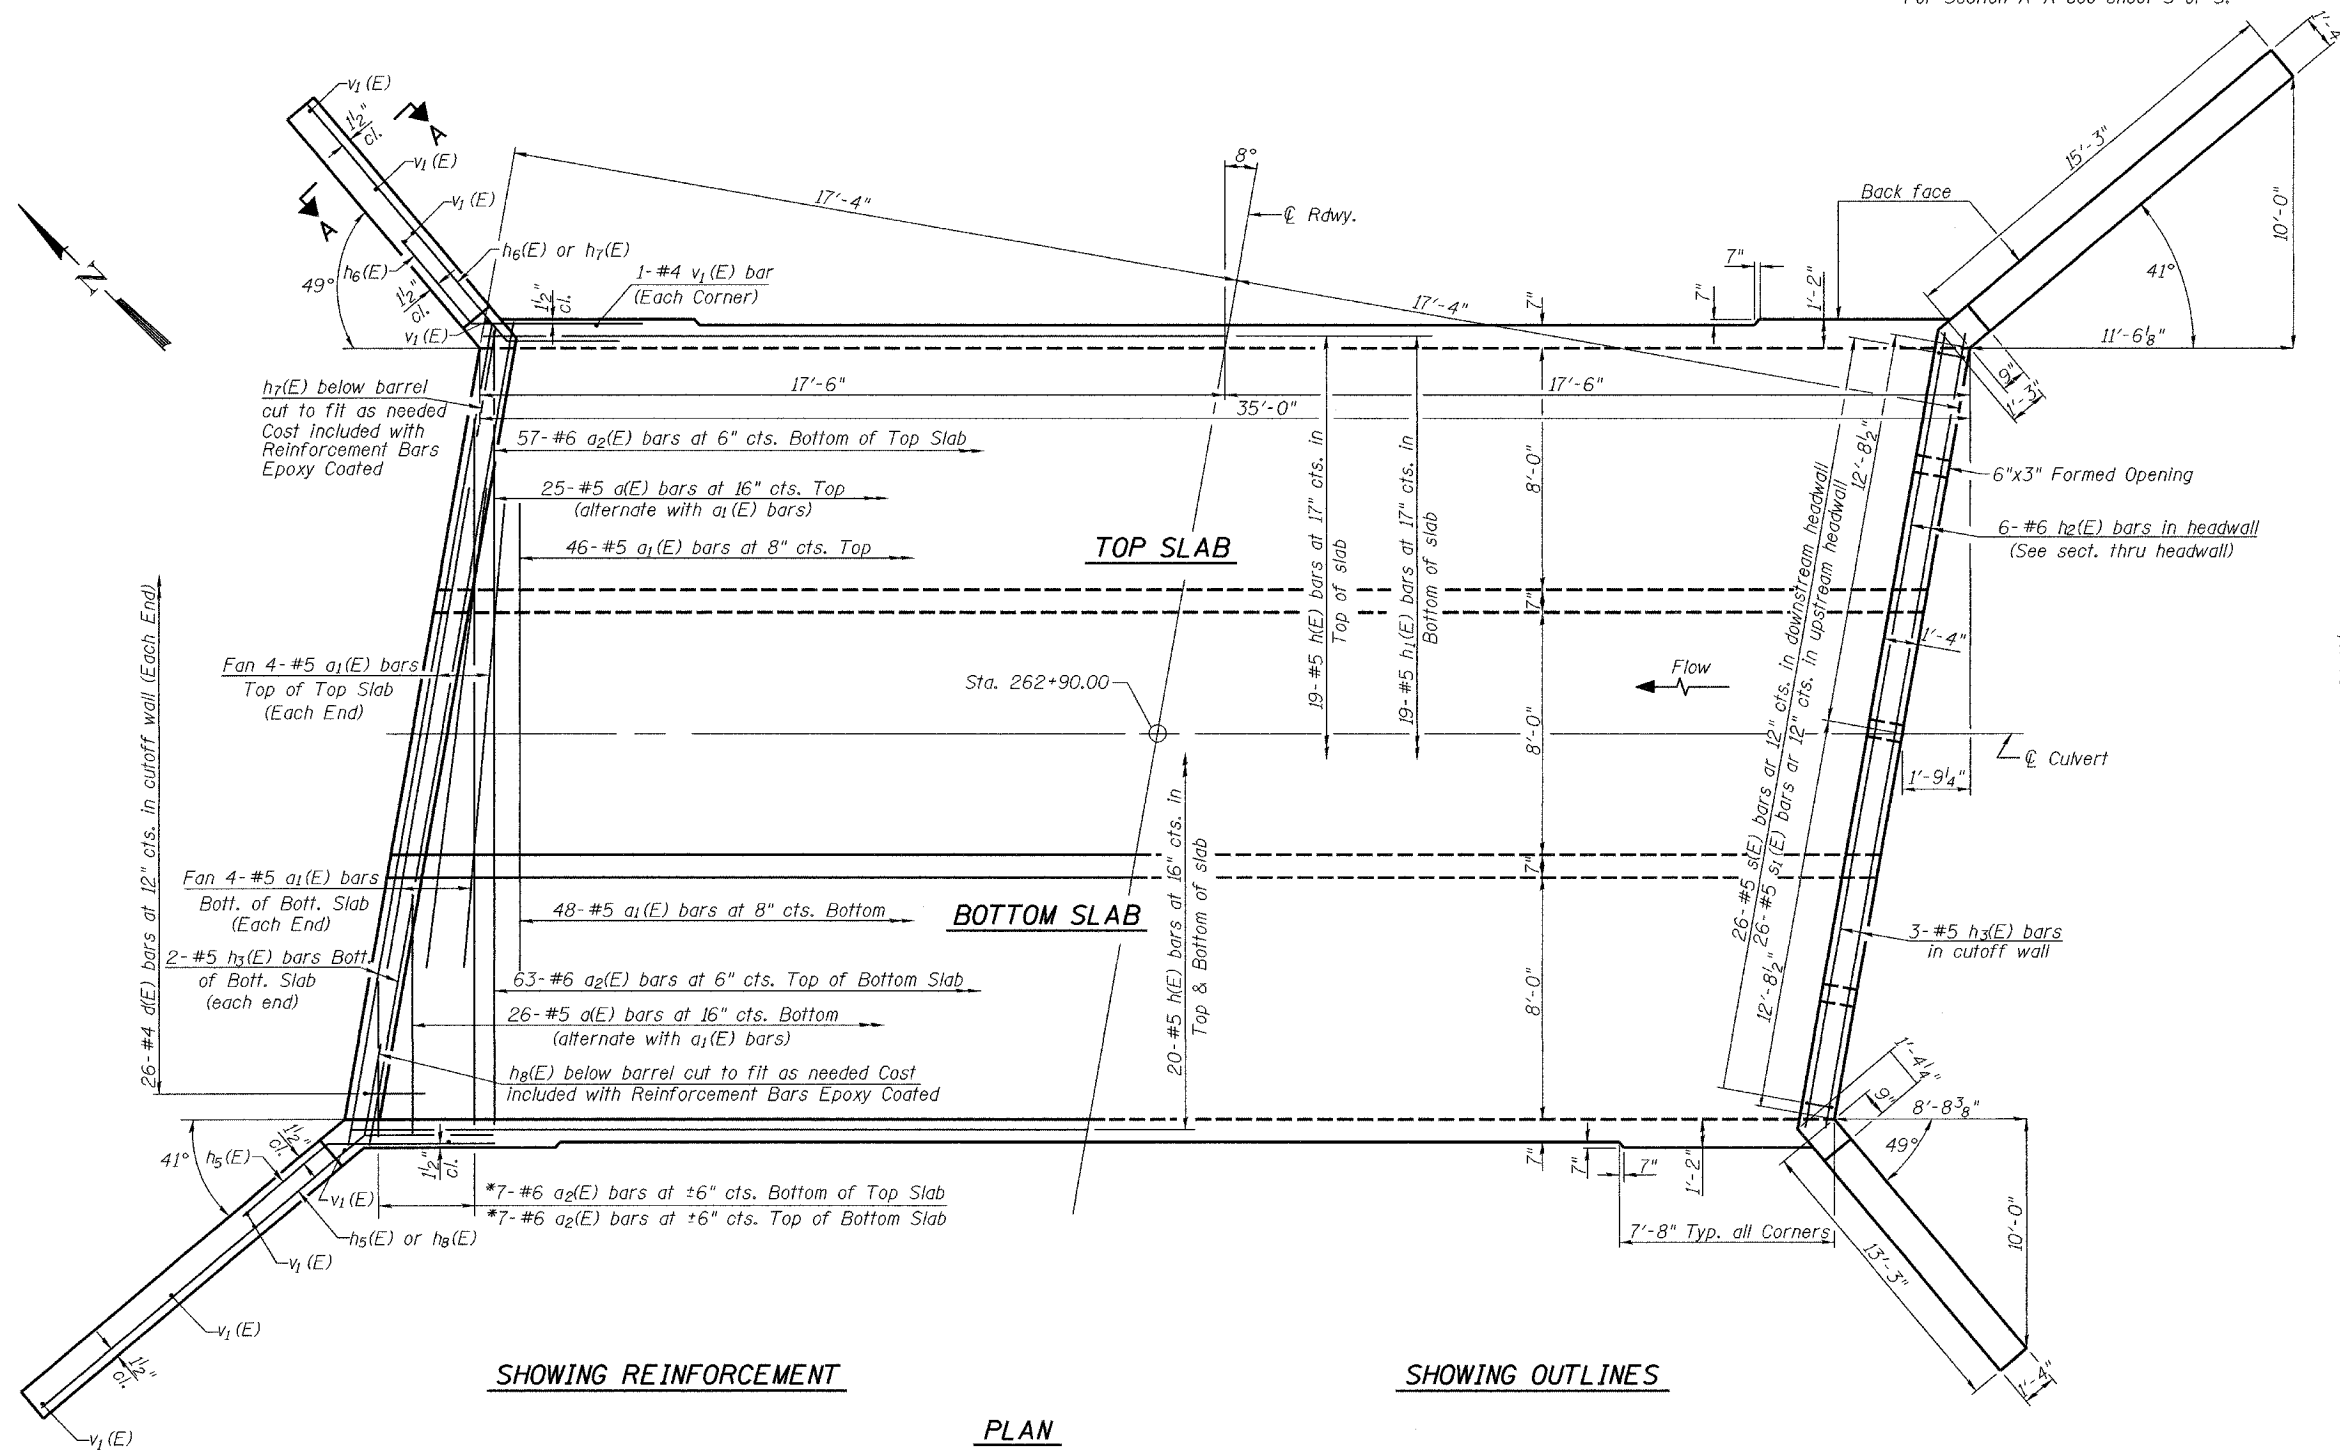 For Section A-A see sheet 3 of 3.
1'-4"
v1(E)
1½" cl.
A
v1(E)
15'-3"
8°
17'-4"
℄ Rdwy.
Back face
v1(E)
A
10'-0"
N
h6(E) or h7(E)
49°
h6(E)
1-#4 v1(E) bar
(Each Corner)
1½" cl.
1½" cl.
7"
7"
1'-2"
41°
17'-4"
7"
v1(E)
11'-6⅛"
h7(E) below barrel
cut to fit as needed
Cost included with
Reinforcement Bars
Epoxy Coated
17'-6"
17'-6"
9"
1'-3"
35'-0"
57-#6 a2(E) bars at 6" cts. Bottom of Top Slab
12'-8½"
8'-0"
6"x3" Formed Opening
25-#5 a(E) bars at 16" cts. Top
(alternate with a1(E) bars)
6-#6 h2(E) bars in headwall
(See sect. thru headwall)
46-#5 a1(E) bars at 8" cts. Top
TOP SLAB
19-#5 h(E) bars at 17" cts. in
Top of slab
19-#5 h1(E) bars at 17" cts. in
Bottom of slab
7"
26-#4 d(E) bars at 12" cts. in cutoff wall (Each End)
1'-4"
Fan 4-#5 a1(E) bars
Top of Top Slab
(Each End)
Sta. 262+90.00
Flow
26-#5 s(E) bars ar 12" cts. in downstream headwall
26-#5 s1(E) bars ar 12" cts. in upstream headwall
8'-0"
℄ Culvert
1'-9¼"
20-#5 h(E) bars at 16" cts. in
Top & Bottom of slab
7"
Fan 4-#5 a1(E) bars
Bott. of Bott. Slab
(Each End)
48-#5 a1(E) bars at 8" cts. Bottom
BOTTOM SLAB
3-#5 h3(E) bars
in cutoff wall
2-#5 h3(E) bars Bott.
of Bott. Slab
(each end)
63-#6 a2(E) bars at 6" cts. Top of Bottom Slab
12'-8½"
8'-0"
26-#5 a(E) bars at 16" cts. Bottom
(alternate with a1(E) bars)
h8(E) below barrel cut to fit as needed Cost
included with Reinforcement Bars Epoxy Coated
1'-4¼"
9"
8'-8⅜"
41°
h5(E)
1½" cl.
1½" cl.
7"
7"
7"
1'-2"
49°
v1(E)
*7-#6 a2(E) bars at ±6" cts. Bottom of Top Slab
*7-#6 a2(E) bars at ±6" cts. Top of Bottom Slab
h5(E) or h8(E)
v1(E)
7'-8" Typ. all Corners
10'-0"
13'-3"
v1(E)
1½" cl.
1'-4"
SHOWING REINFORCEMENT
SHOWING OUTLINES
v1(E)
PLAN